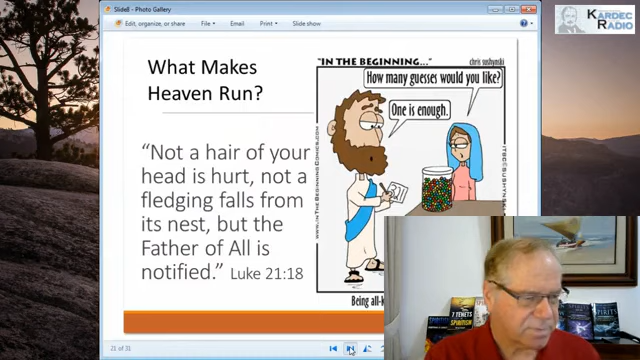 Slide8 - Photo Gallery
Edit, organize, or share
File
Email
Print
Slide show
KARDEC
RADIO
What Makes
Heaven Run?
"Not a hair of your
head is hurt, not a
fledging falls from
its nest, but the
Father of All is
notified." Luke 21:18
"IN THE BEGINNING..."
chris sushynski
How many guesses would you like?
One is enough.
www.INTHEBEGINNINGCOMICS.COM
Being all-k
21 of 31
7 TENETS
SPIRITISM
SPIRITS